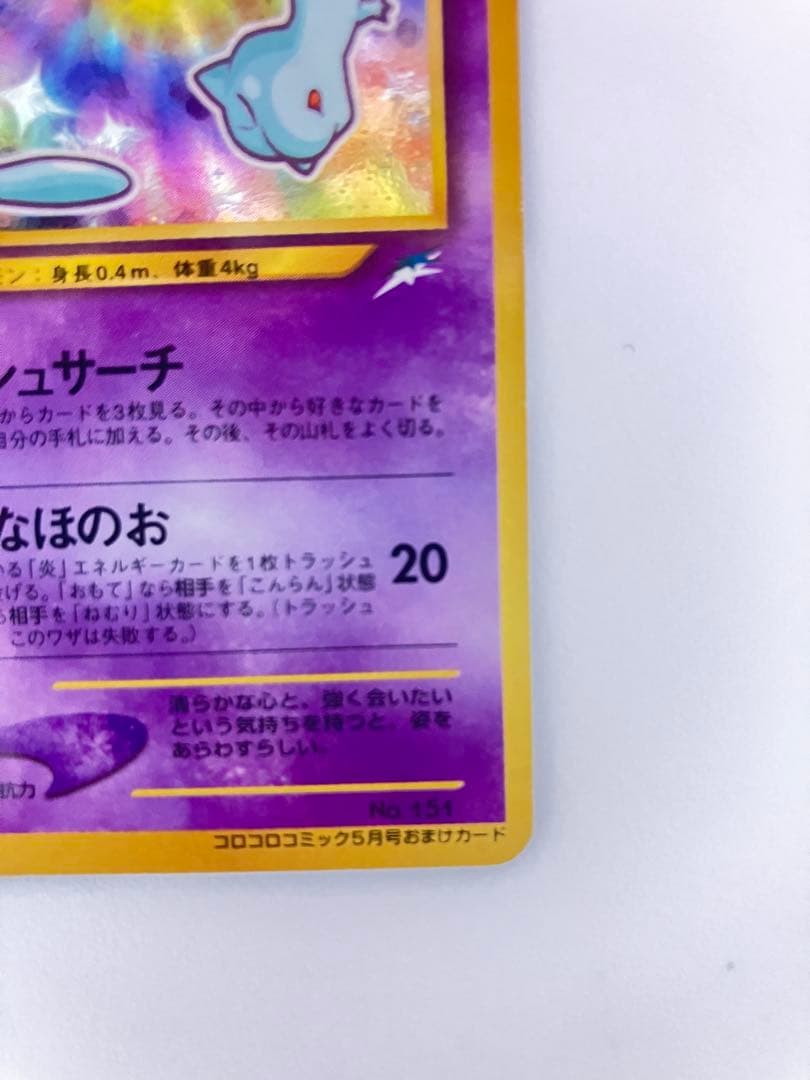 モン：身長0.4m、体重4kg
シュサーチ
からカードを3枚見る。その中から好きなカードを
自分の手札に加える。その後、その山札をよく切る。
なほのお
いる「炎」エネルギーカードを1枚トラッシュ
投げる。「おもて」なら相手を「こんらん」状態
ら相手を「ねむり」状態にする。（トラッシュ
このワザは失敗する。）
20
清らかな心と、強く会いたい
という気持ちを持つと、姿を
あらわすらしい。
抗力
No.151
コロコロコミック5月号おまけカード